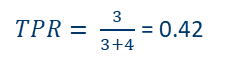 TPR = 3/(3+4) = 0.42